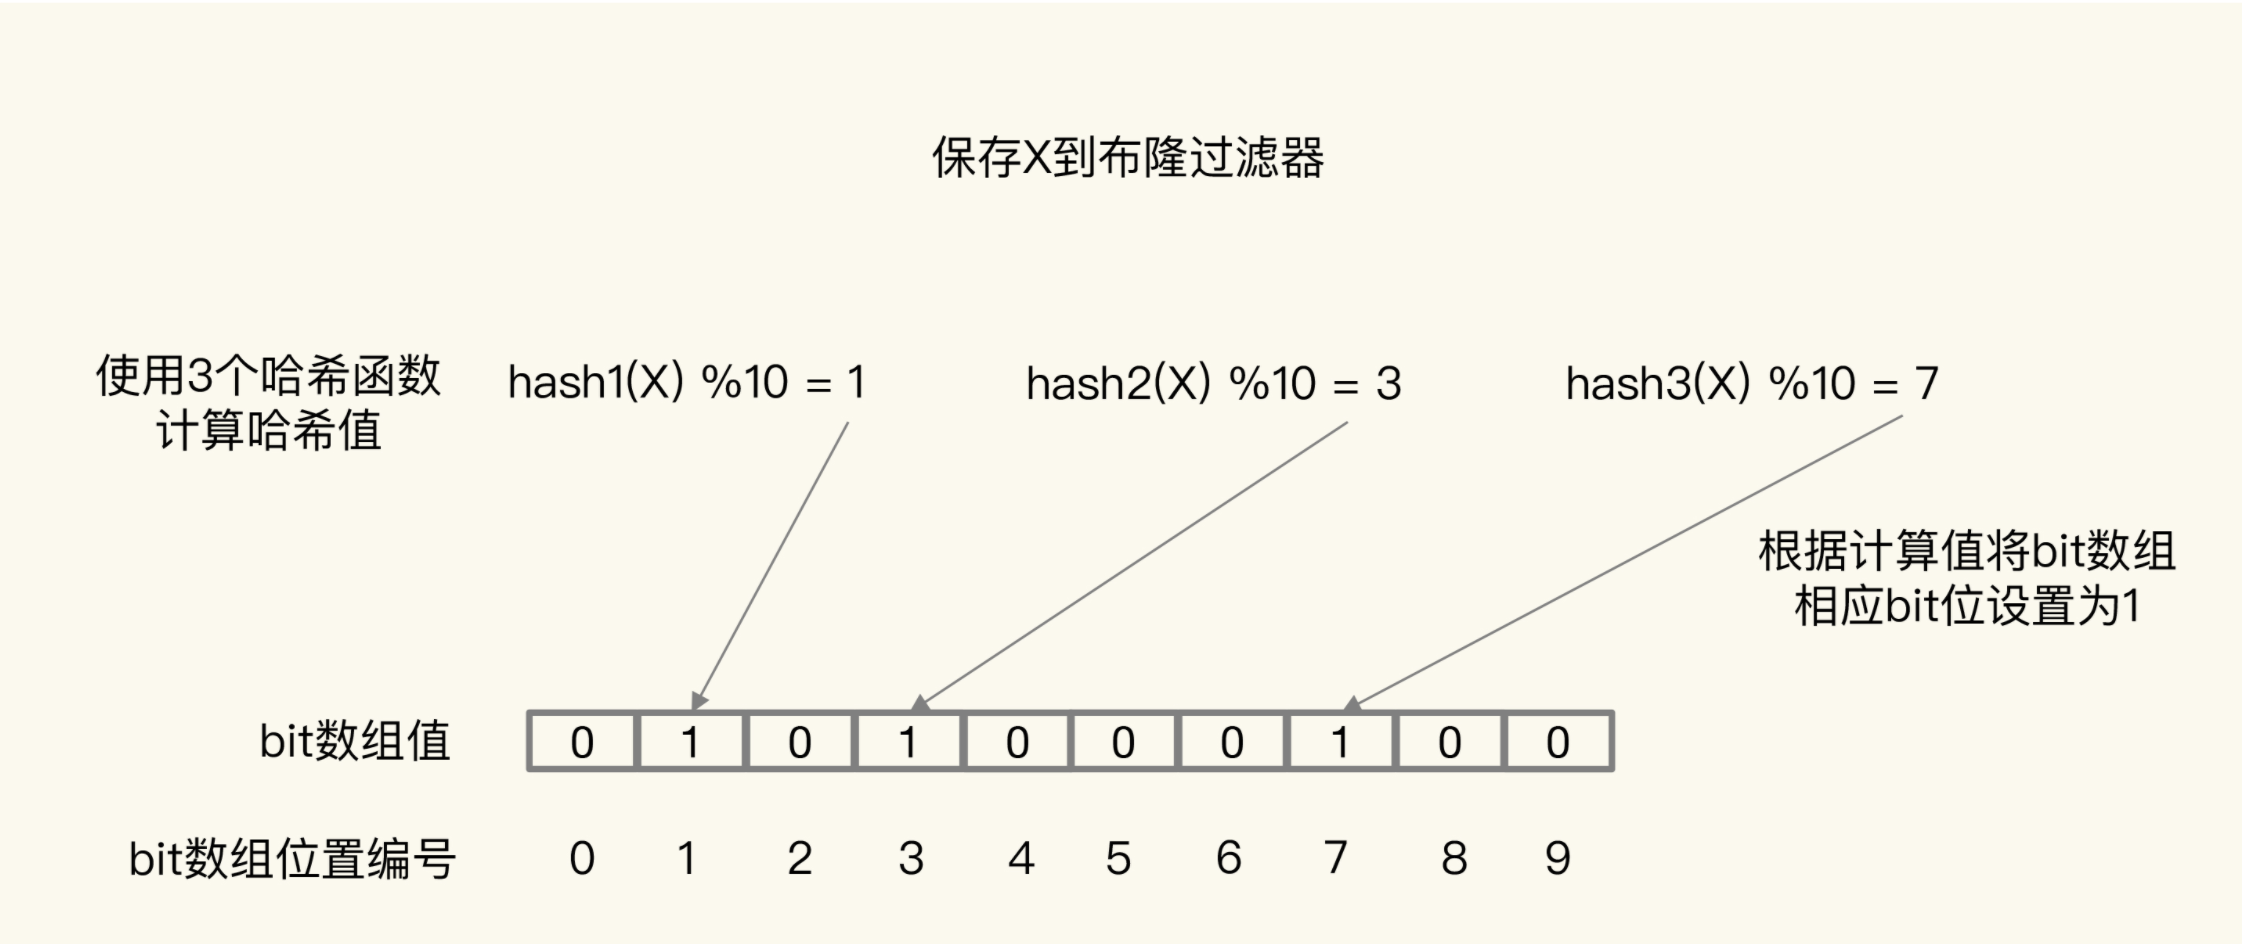 保存X到布隆过滤器
使用3个哈希函数
计算哈希值
hash1(X) %10 = 1
hash2(X) %10 = 3
hash3(X) %10 = 7
根据计算值将bit数组
相应bit位设置为1
bit数组值 0 1 0 1 0 0 0 1 0 0
bit数组位置编号 0 1 2 3 4 5 6 7 8 9